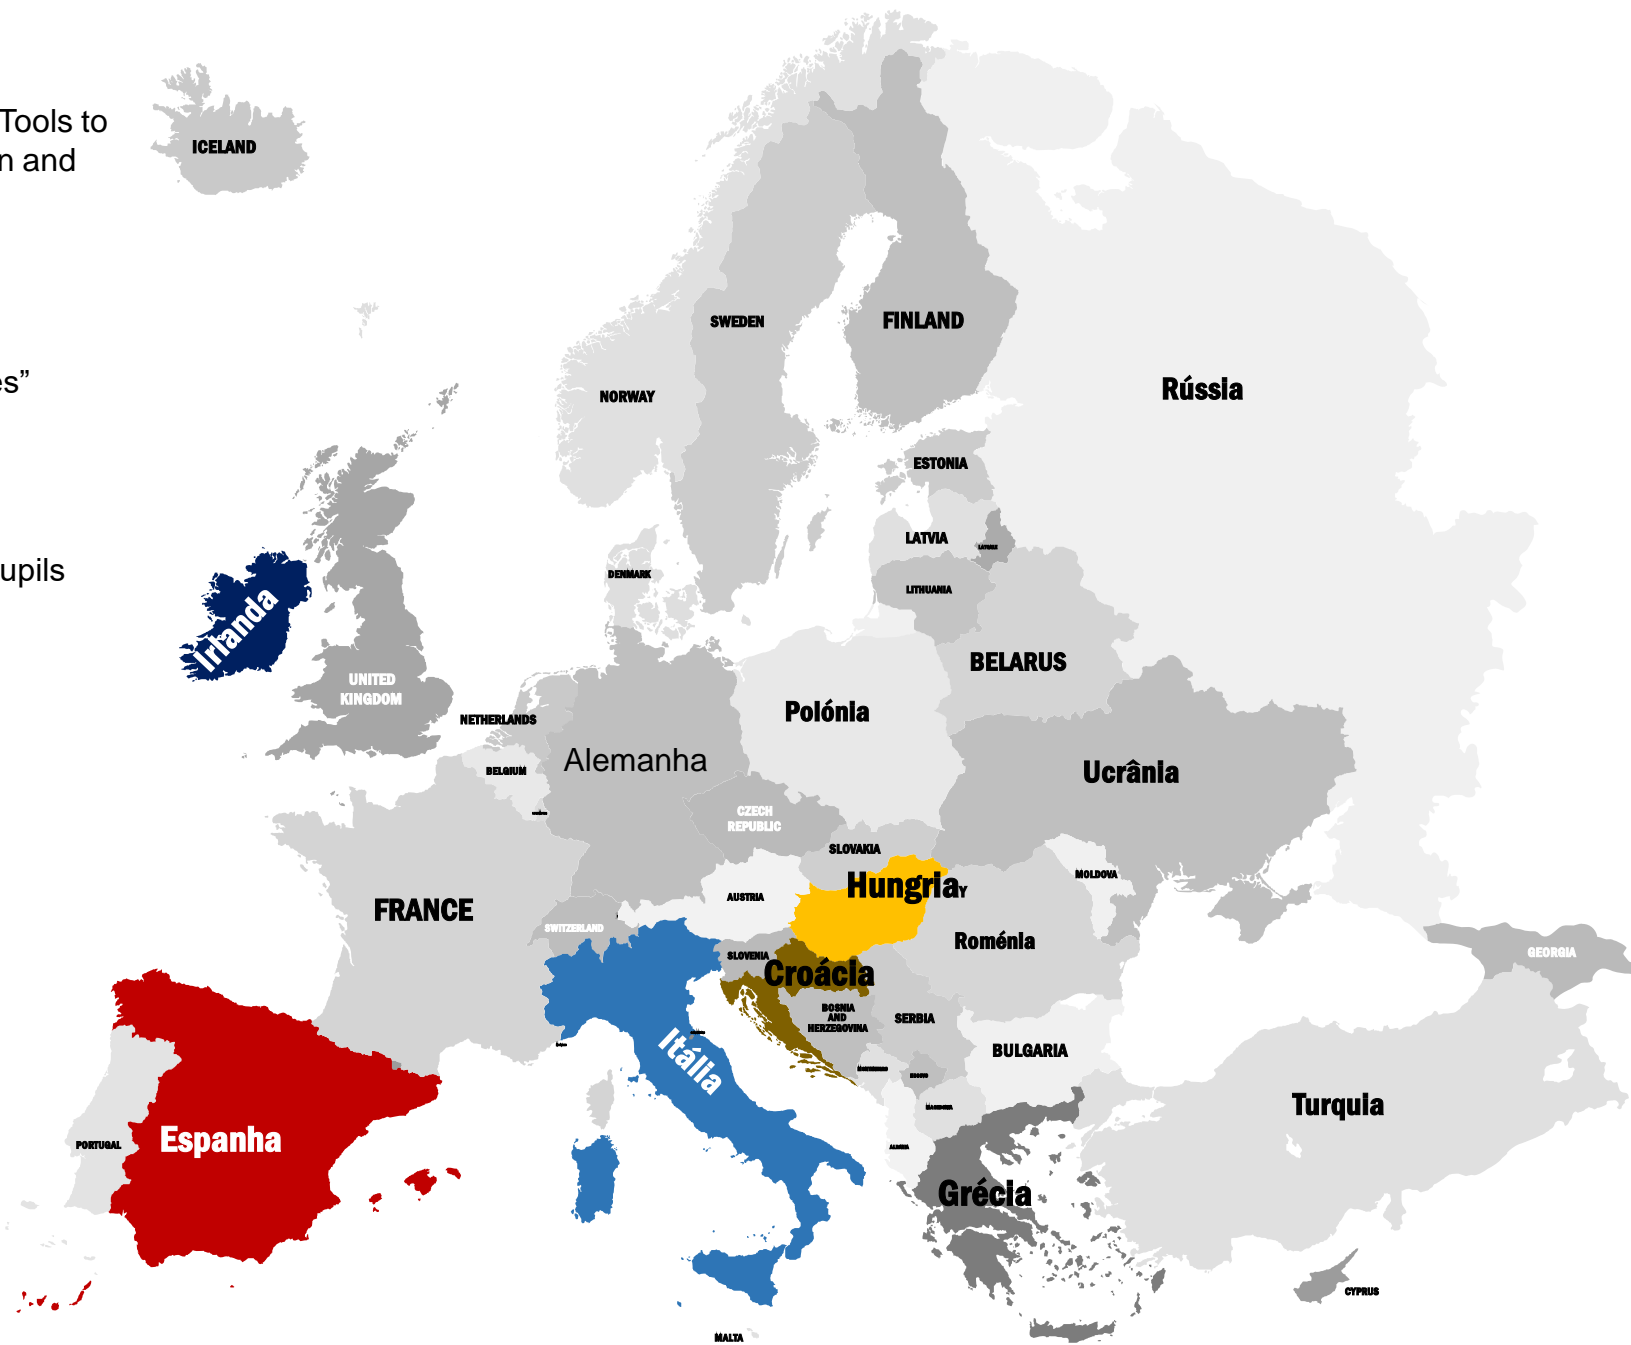 Tools to
n and
es”
upils
ICELAND
SWEDEN
FINLAND
NORWAY
Rússia
ESTONIA
LATVIA
DENMARK
LITHUANIA
Irlanda
BELARUS
UNITED
KINGDOM
NETHERLANDS
Polónia
Alemanha
BELGIUM
Ucrânia
CZECH
REPUBLIC
SLOVAKIA
Hungria
Y
MOLDOVA
AUSTRIA
FRANCE
SWITZERLAND
Roménia
SLOVENIA
Croácia
GEORGIA
BOSNIA
AND
HERZEGOVINA
SERBIA
Itália
BULGARIA
Turquia
PORTUGAL
Espanha
Grécia
CYPRUS
MALTA